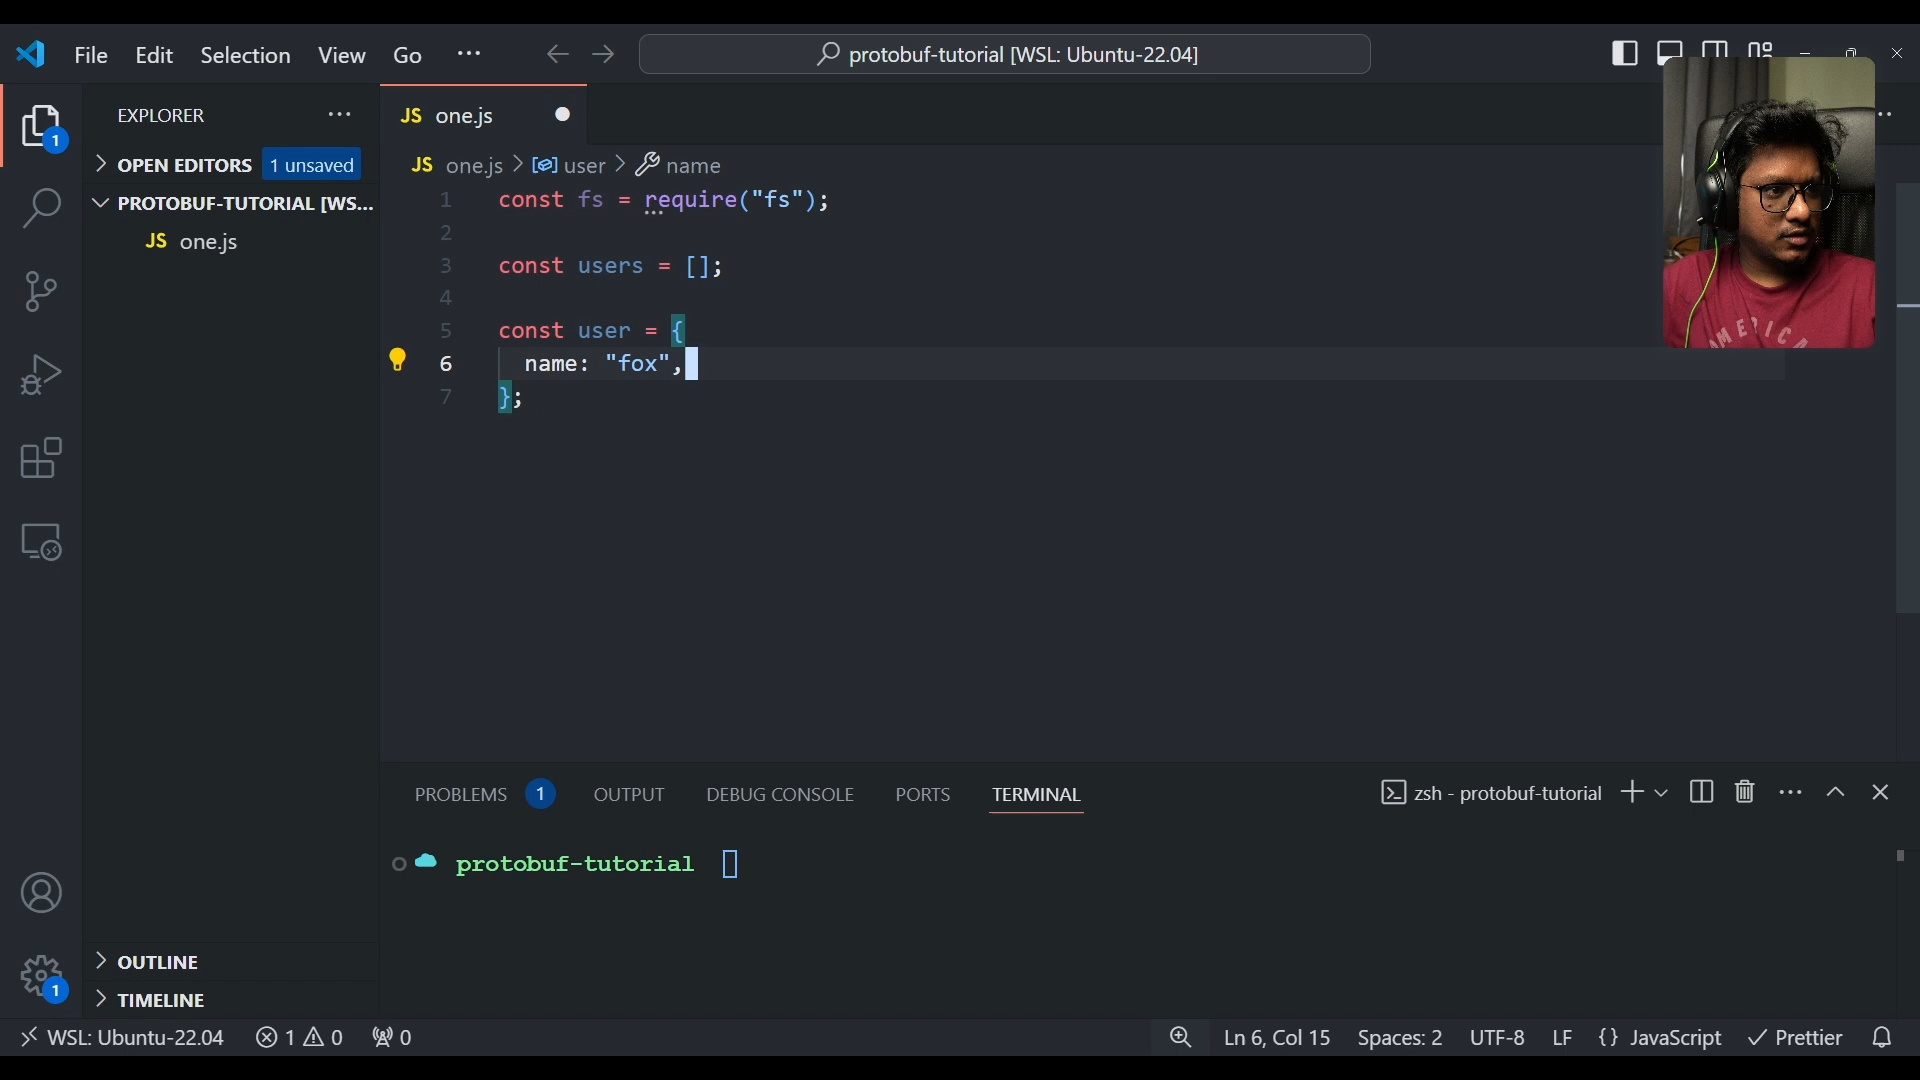 File Edit Selection View Go ···
protobuf-tutorial [WSL: Ubuntu-22.04]
EXPLORER
OPEN EDITORS 1 unsaved
PROTOBUF-TUTORIAL [WS...
JS one.js
JS one.js
JS one.js > user > name
1 const fs = require("fs");
2
3 const users = [];
4
5 const user = {
6 name: "fox",
7 };
1
PROBLEMS 1 OUTPUT DEBUG CONSOLE PORTS TERMINAL
zsh - protobuf-tutorial
protobuf-tutorial
OUTLINE
TIMELINE
1
WSL: Ubuntu-22.04 1 0 0
Ln 6, Col 15 Spaces: 2 UTF-8 LF {} JavaScript Prettier
AMERICA